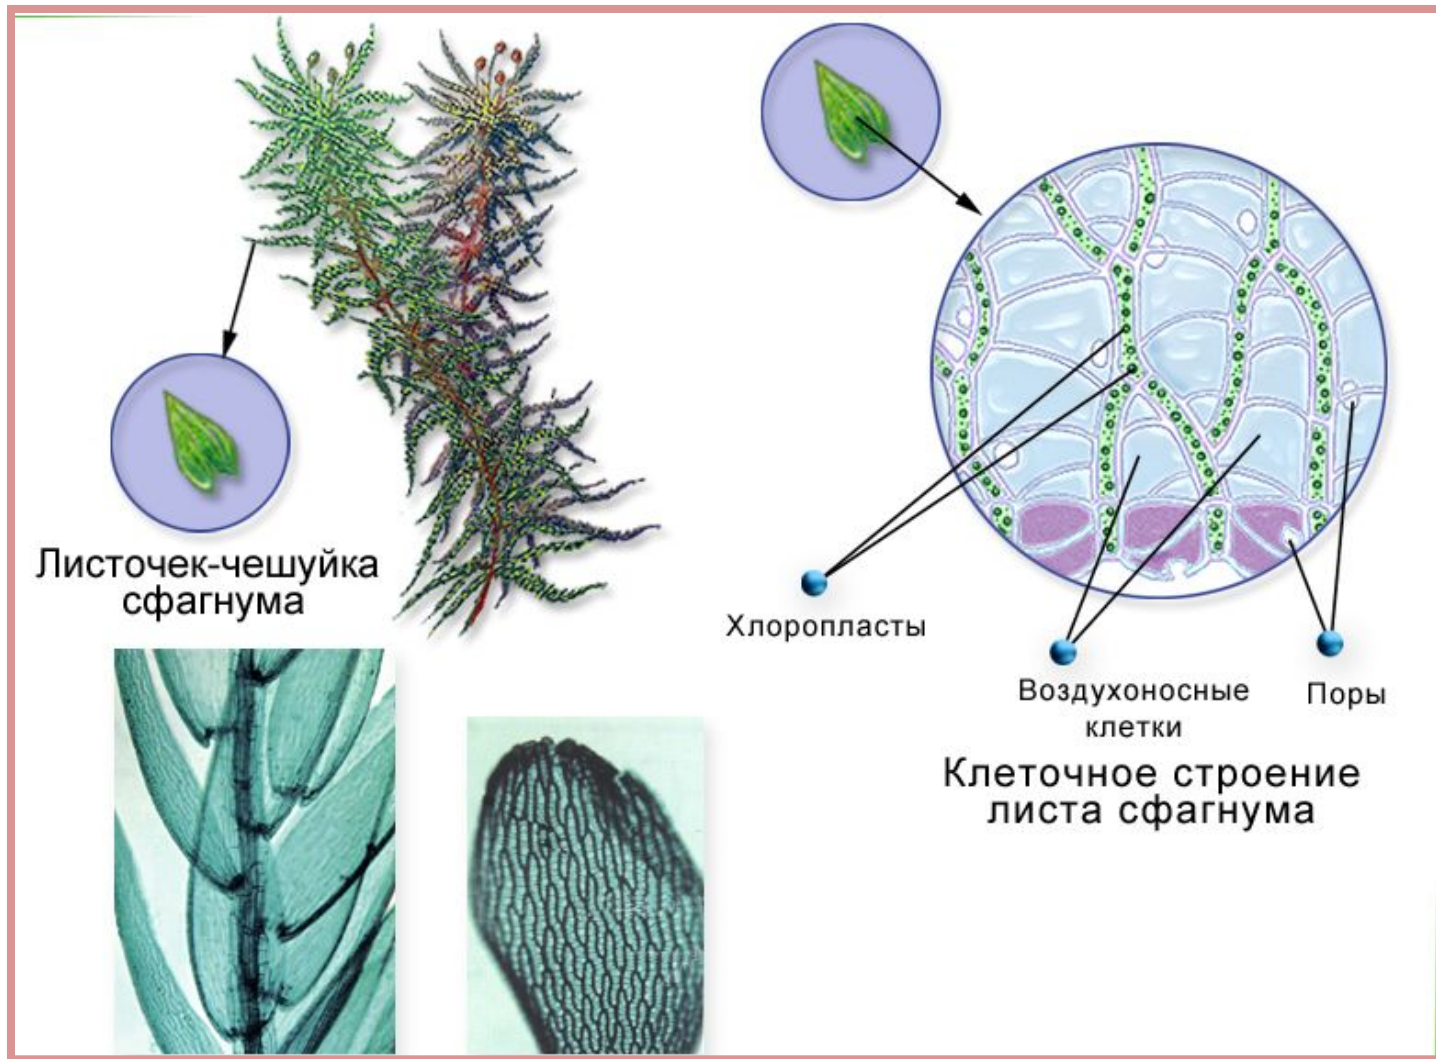 Листочек-чешуйка
сфагнума
Хлоропласты
Воздухоносные
клетки
Поры
Клеточное строение
листа сфагнума